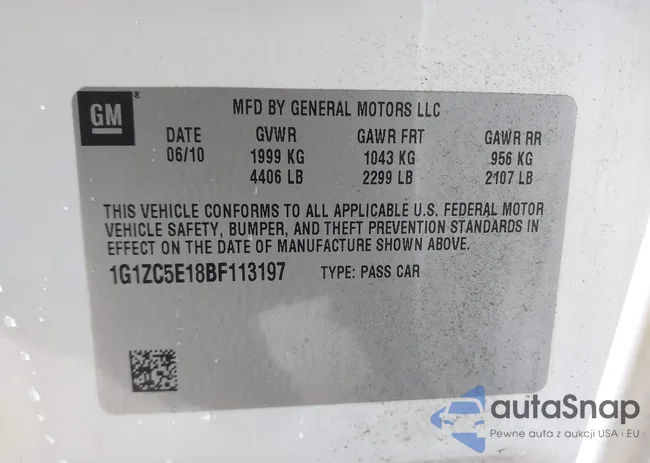 GM
MFD BY GENERAL MOTORS LLC
DATE GVWR GAWR FRT GAWR RR
06/10 1999 KG 1043 KG 956 KG
4406 LB 2299 LB 2107 LB
THIS VEHICLE CONFORMS TO ALL APPLICABLE U.S. FEDERAL MOTOR
VEHICLE SAFETY, BUMPER, AND THEFT PREVENTION STANDARDS IN
EFFECT ON THE DATE OF MANUFACTURE SHOWN ABOVE.
1G1ZC5E18BF113197 TYPE: PASS CAR
autaSnap
Pewne auta z aukcji USA i EU